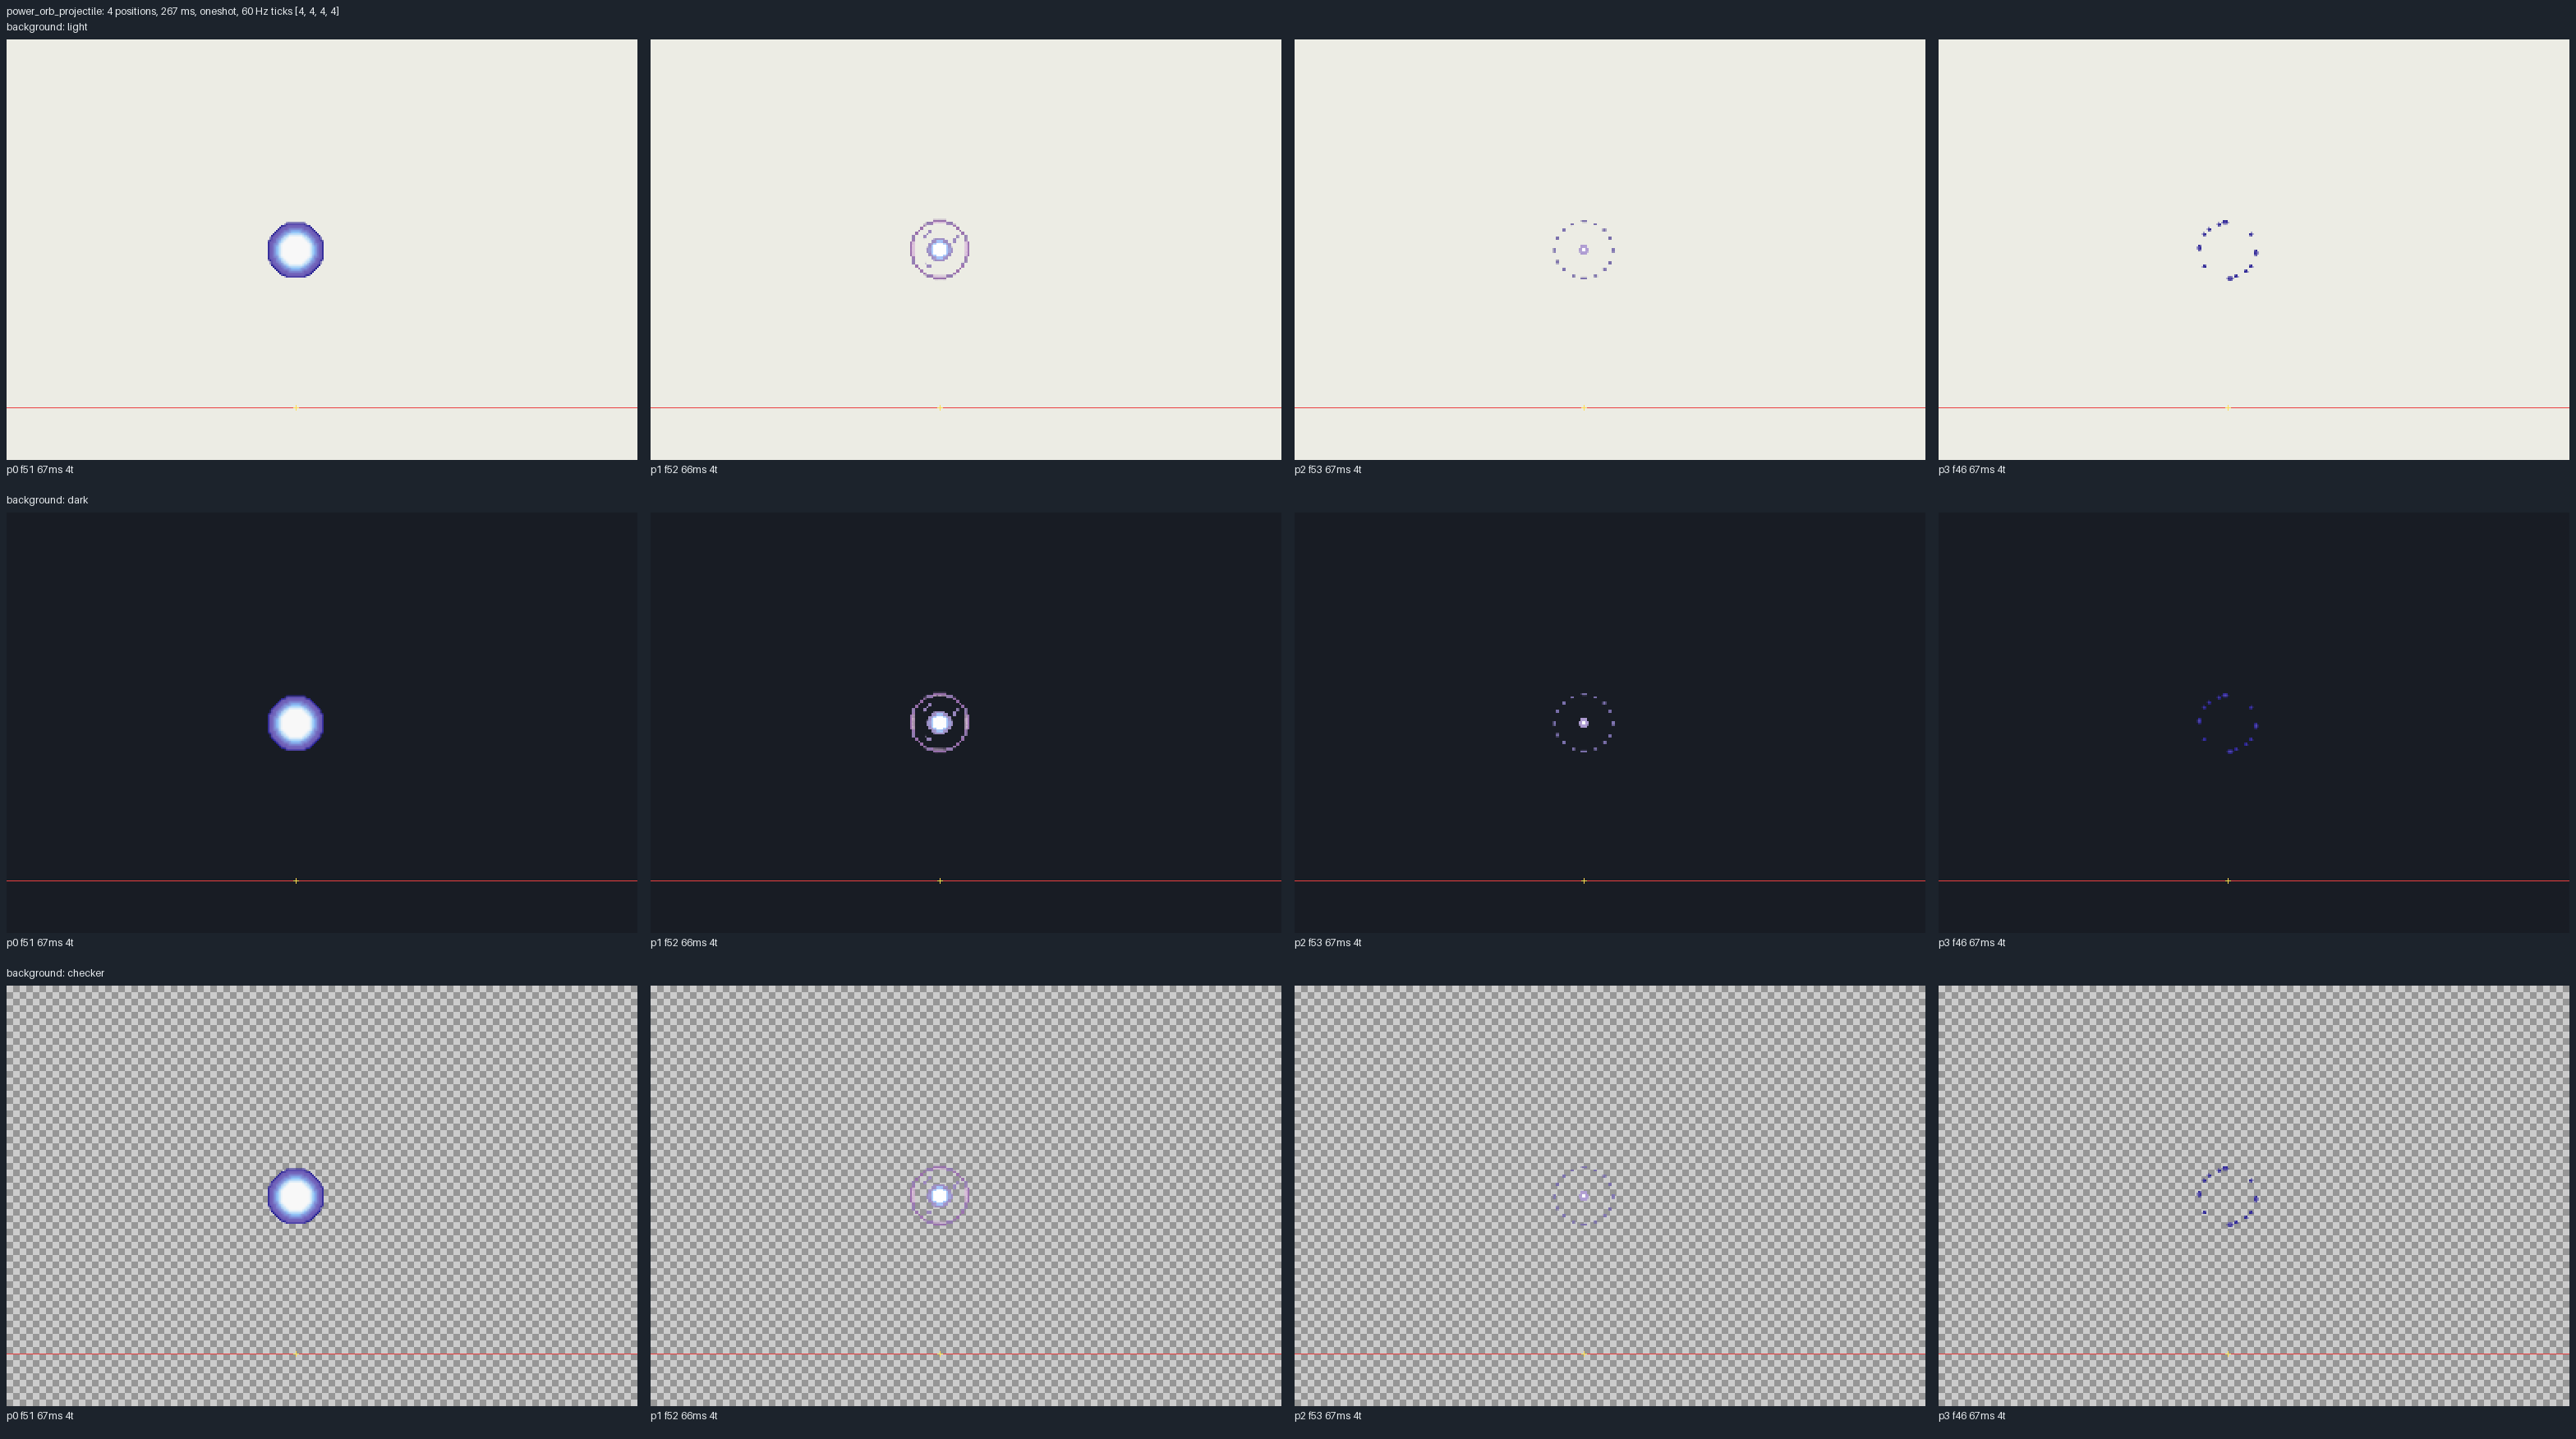 power_orb_projectile: 4 positions, 267 ms, oneshot, 60 Hz ticks [4, 4, 4, 4]
background: light
p0 f51 67ms 4t
p1 f52 66ms 4t
p2 f53 67ms 4t
p3 f46 67ms 4t
background: dark
p0 f51 67ms 4t
p1 f52 66ms 4t
p2 f53 67ms 4t
p3 f46 67ms 4t
background: checker
p0 f51 67ms 4t
p1 f52 66ms 4t
p2 f53 67ms 4t
p3 f46 67ms 4t